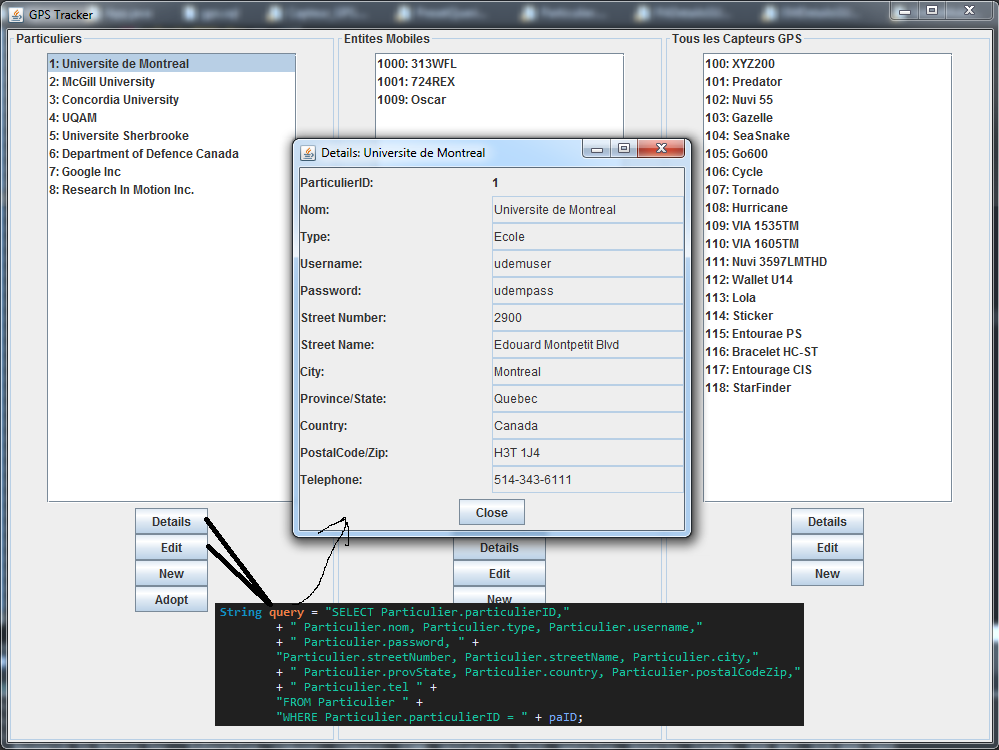 GPS Tracker
Particuliers
1: Universite de Montreal
2: McGill University
3: Concordia University
4: UQAM
5: Universite Sherbrooke
6: Department of Defence Canada
7: Google Inc
8: Research In Motion Inc.
Details
Edit
New
Adopt
Entites Mobiles
1000: 313WFL
1001: 724REX
1009: Oscar
Details
Edit
New
Tous les Capteurs GPS
100: XYZ200
101: Predator
102: Nuvi 55
103: Gazelle
104: SeaSnake
105: Go600
106: Cycle
107: Tornado
108: Hurricane
109: VIA 1535TM
110: VIA 1605TM
111: Nuvi 3597LMTHD
112: Wallet U14
113: Lola
114: Sticker
115: Entourae PS
116: Bracelet HC-ST
117: Entourage CIS
118: StarFinder
Details
Edit
New
Details: Universite de Montreal
ParticulierID: 1
Nom: Universite de Montreal
Type: Ecole
Username: udemuser
Password: udempass
Street Number: 2900
Street Name: Edouard Montpetit Blvd
City: Montreal
Province/State: Quebec
Country: Canada
PostalCode/Zip: H3T 1J4
Telephone: 514-343-6111
Close
String query = "SELECT Particulier.particulierID,"
+ " Particulier.nom, Particulier.type, Particulier.username,"
+ " Particulier.password, " +
"Particulier.streetNumber, Particulier.streetName, Particulier.city,"
+ " Particulier.provState, Particulier.country, Particulier.postalCodeZip,"
+ " Particulier.tel " +
"FROM Particulier " +
"WHERE Particulier.particulierID = " + paID;